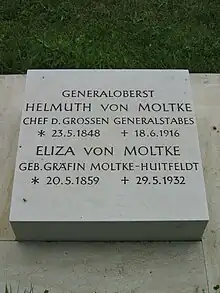 GENERALOBERST
HELMUTH VON MOLTKE
CHEF D. GROSSEN GENERALSTABES
* 23.5.1848 + 18.6.1916
ELIZA VON MOLTKE
GEB. GRÄFIN MOLTKE-HUITFELDT
* 20.5.1859 + 29.5.1932